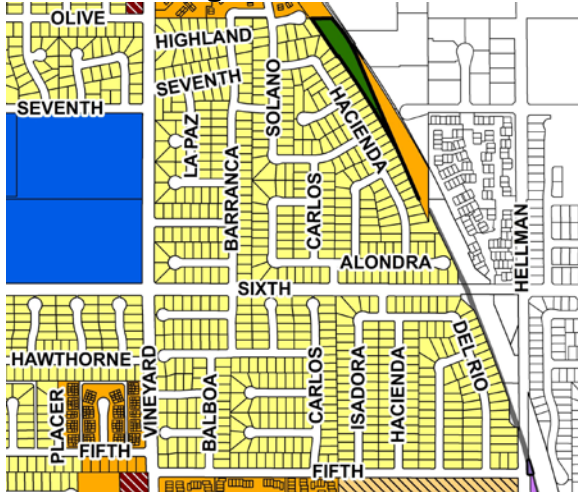 OLIVE
HIGHLAND
SEVENTH
SOLANO
HACIENDA
SEVENTH
LA PAZ
BARRANCA
CARLOS
ALONDRA
HELLMAN
SIXTH
HAWTHORNE
VINEYARD
BALBOA
CARLOS
ISADORA
HACIENDA
DEL RIO
PLACER
FIFTH
FIFTH